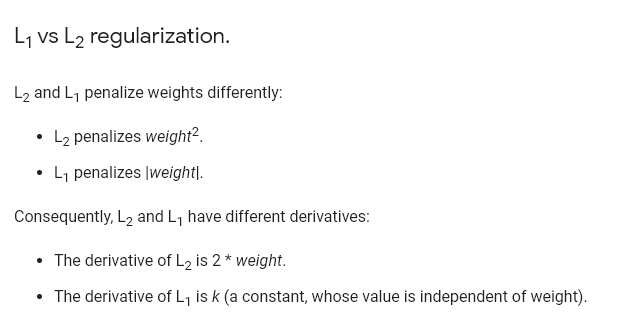 L₁ vs L₂ regularization.
L₂ and L₁ penalize weights differently:
• L₂ penalizes weight².
• L₁ penalizes |weight|.
Consequently, L₂ and L₁ have different derivatives:
• The derivative of L₂ is 2 * weight.
• The derivative of L₁ is k (a constant, whose value is independent of weight).